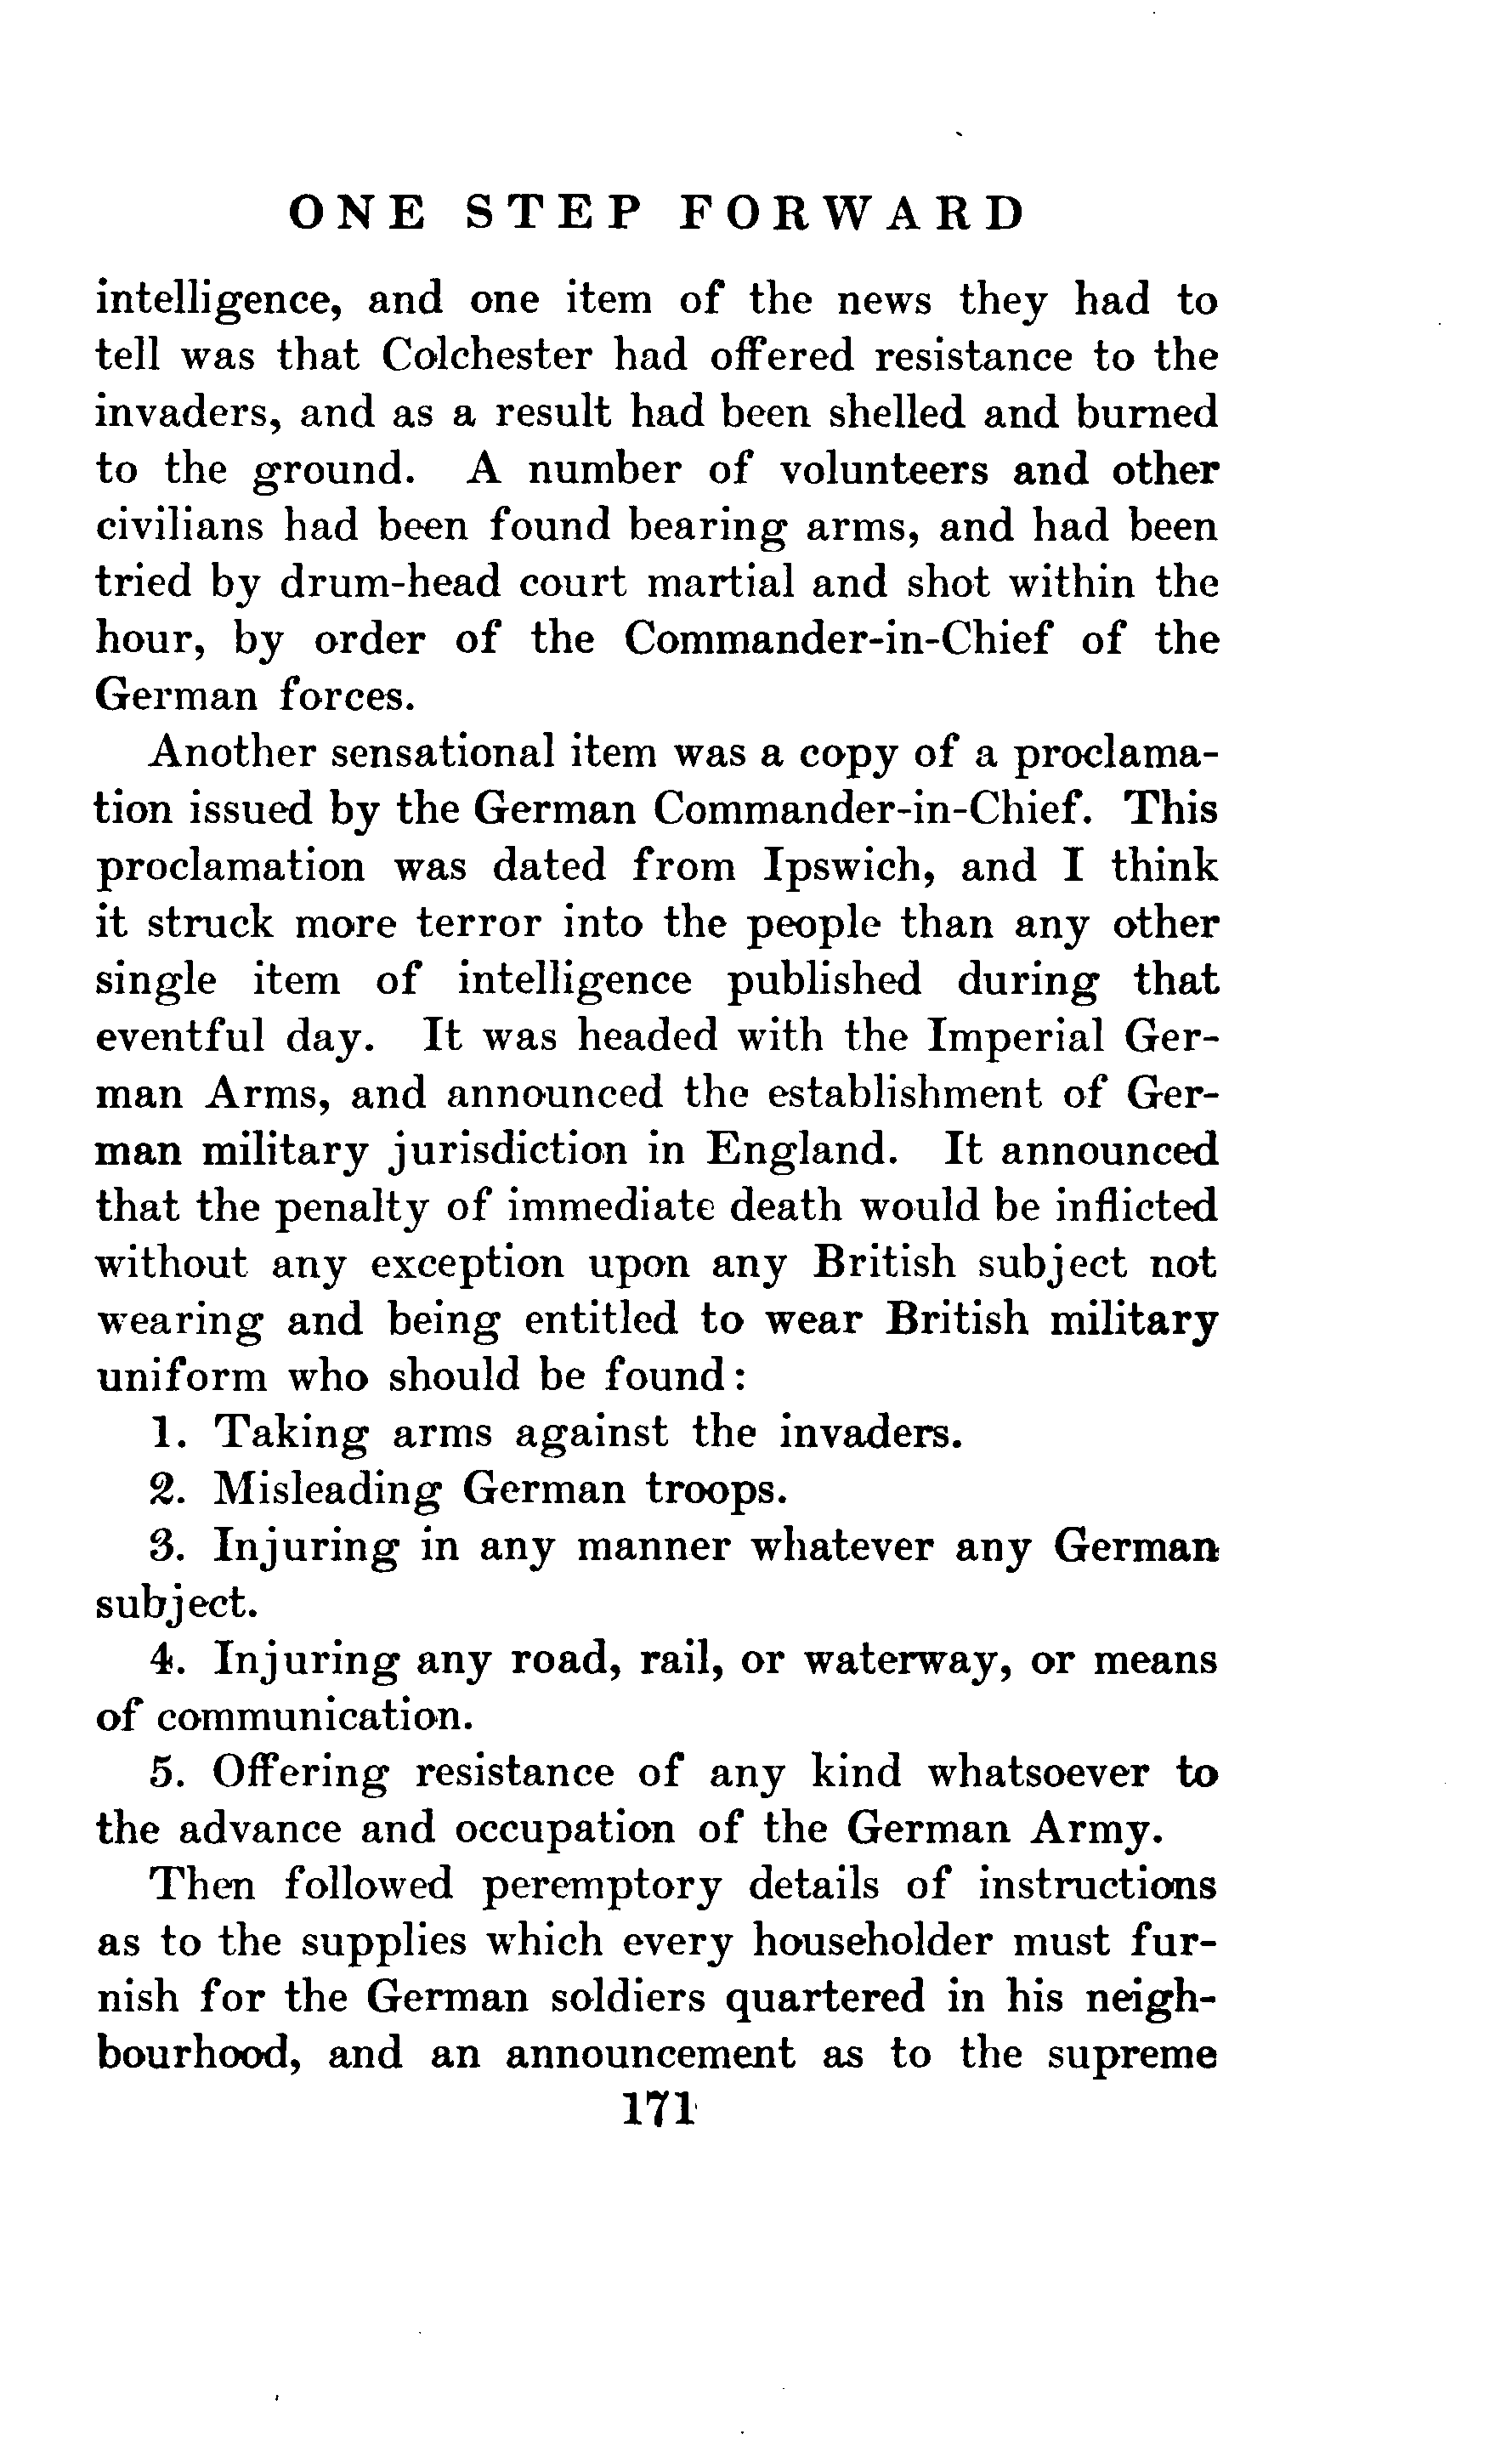 ONE STEP FORWARD
intelligence, and one item of the news they had to
tell was that Colchester had offered resistance to the
invaders, and as a result had been shelled and burned
to the ground. A number of volunteers and other
civilians had been found bearing arms, and had been
tried by drum-head court martial and shot within the
hour, by order of the Commander-in-Chief of the
German forces.
Another sensational item was a copy of a proclama-
tion issued by the German Commander-in-Chief. This
proclamation was dated from Ipswich, and I think
it struck more terror into the people than any other
single item of intelligence published during that
eventful day. It was headed with the Imperial Ger-
man Arms, and announced the establishment of Ger-
man military jurisdiction in England. It announced
that the penalty of immediate death would be inflicted
without any exception upon any British subject not
wearing and being entitled to wear British military
uniform who should be found:
1. Taking arms against the invaders.
2. Misleading German troops.
3. Injuring in any manner whatever any German
subject.
4. Injuring any road, rail, or waterway, or means
of communication.
5. Offering resistance of any kind whatsoever to
the advance and occupation of the German Army.
Then followed peremptory details of instructions
as to the supplies which every householder must fur-
nish for the German soldiers quartered in his neigh-
bourhood, and an announcement as to the supreme
171